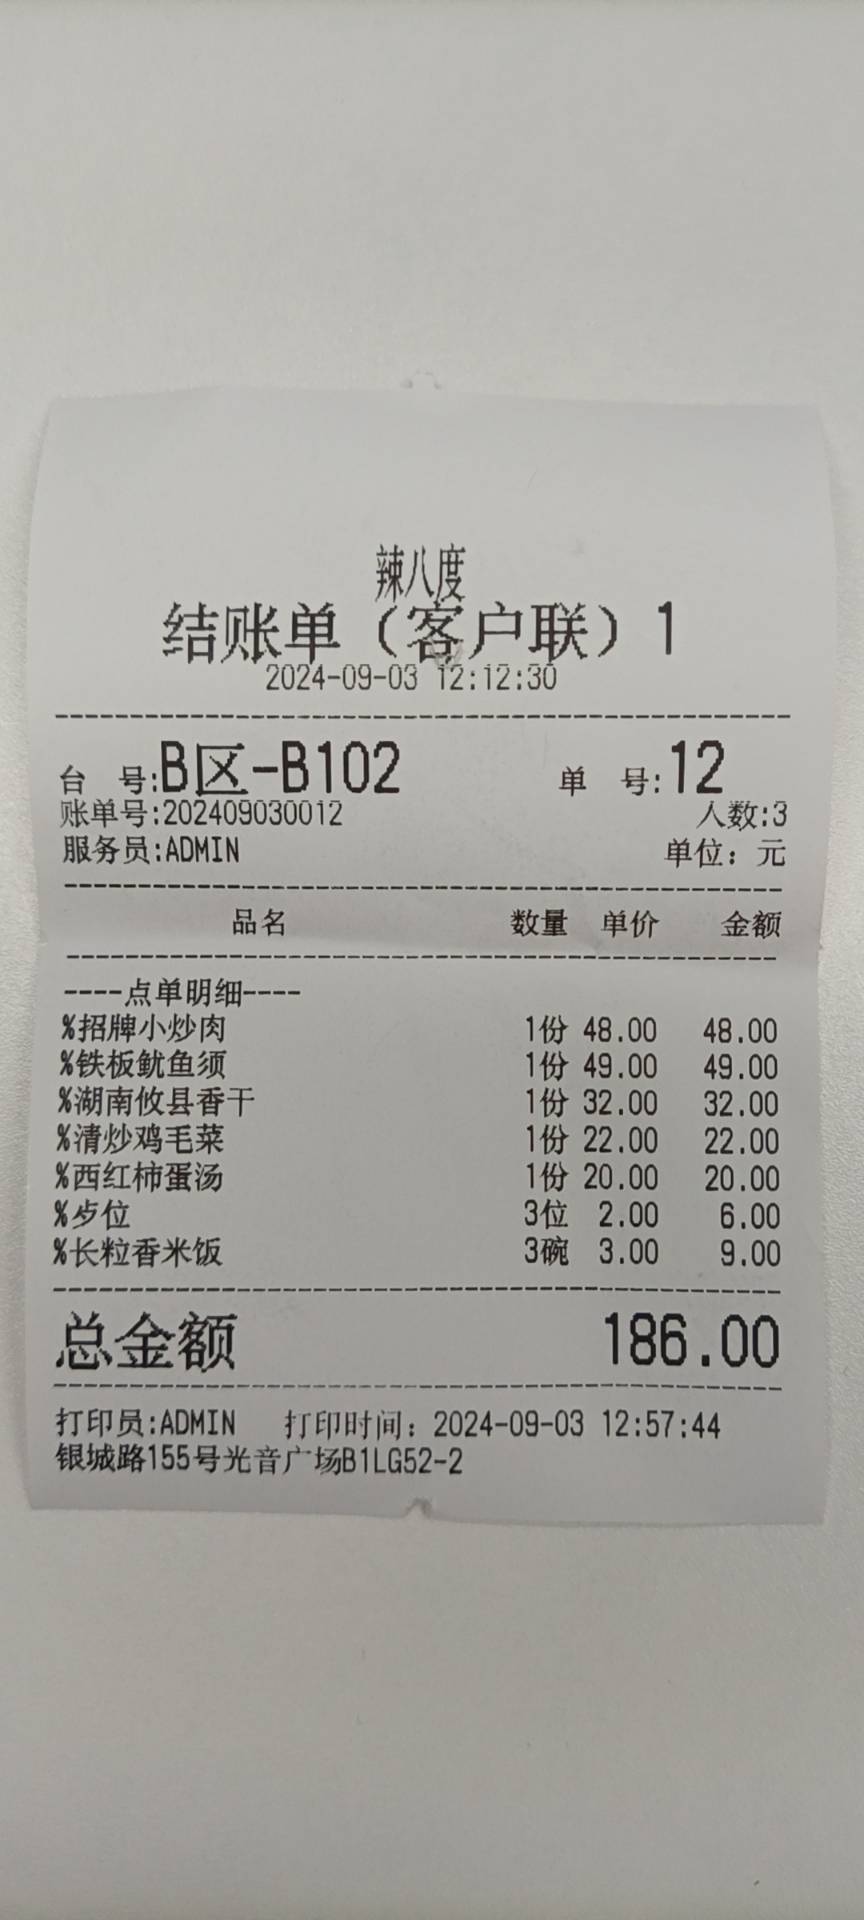 辣八度
结账单（客户联）1
2024-09-03 12:12:30
台 号:B区-B102 单 号:12
账单号:202409030012 人数:3
服务员:ADMIN 单位：元
品名 数量 单价 金额
----点单明细----
%招牌小炒肉 1份 48.00 48.00
%铁板鱿鱼须 1份 49.00 49.00
%湖南攸县香干 1份 32.00 32.00
%清炒鸡毛菜 1份 22.00 22.00
%西红柿蛋汤 1份 20.00 20.00
%歺位 3位 2.00 6.00
%长粒香米饭 3碗 3.00 9.00
总金额 186.00
打印员:ADMIN 打印时间：2024-09-03 12:57:44
银城路155号光音广场B1LG52-2